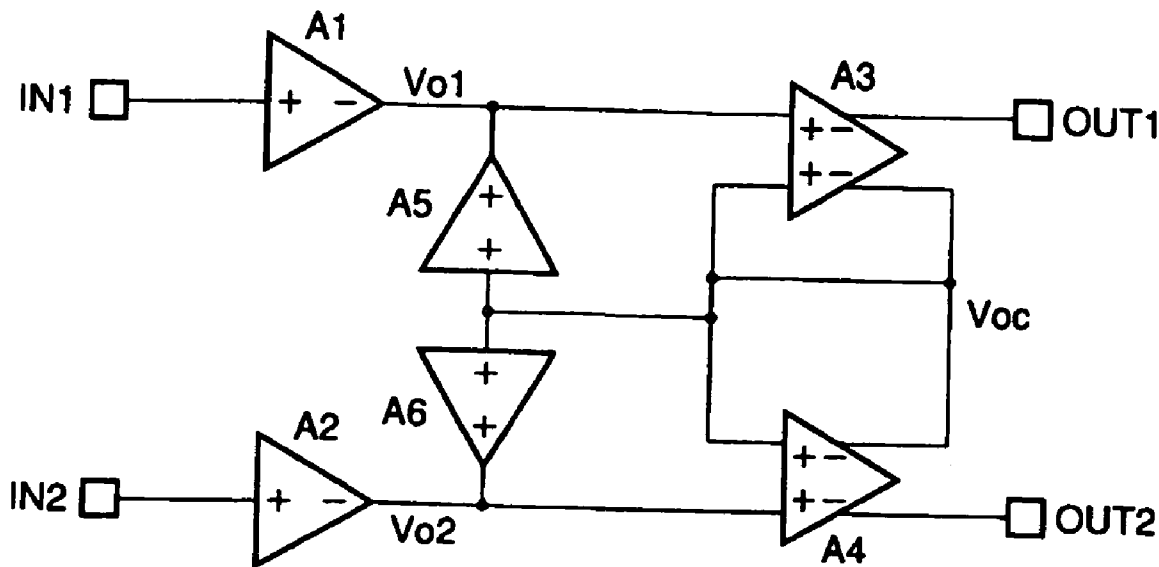 A1
IN1
+ −
Vo1
A3
+ −
+ −
OUT1
A5
+
+
Voc
A6
+
+
A2
IN2
+ −
Vo2
+ −
+ −
A4
OUT2